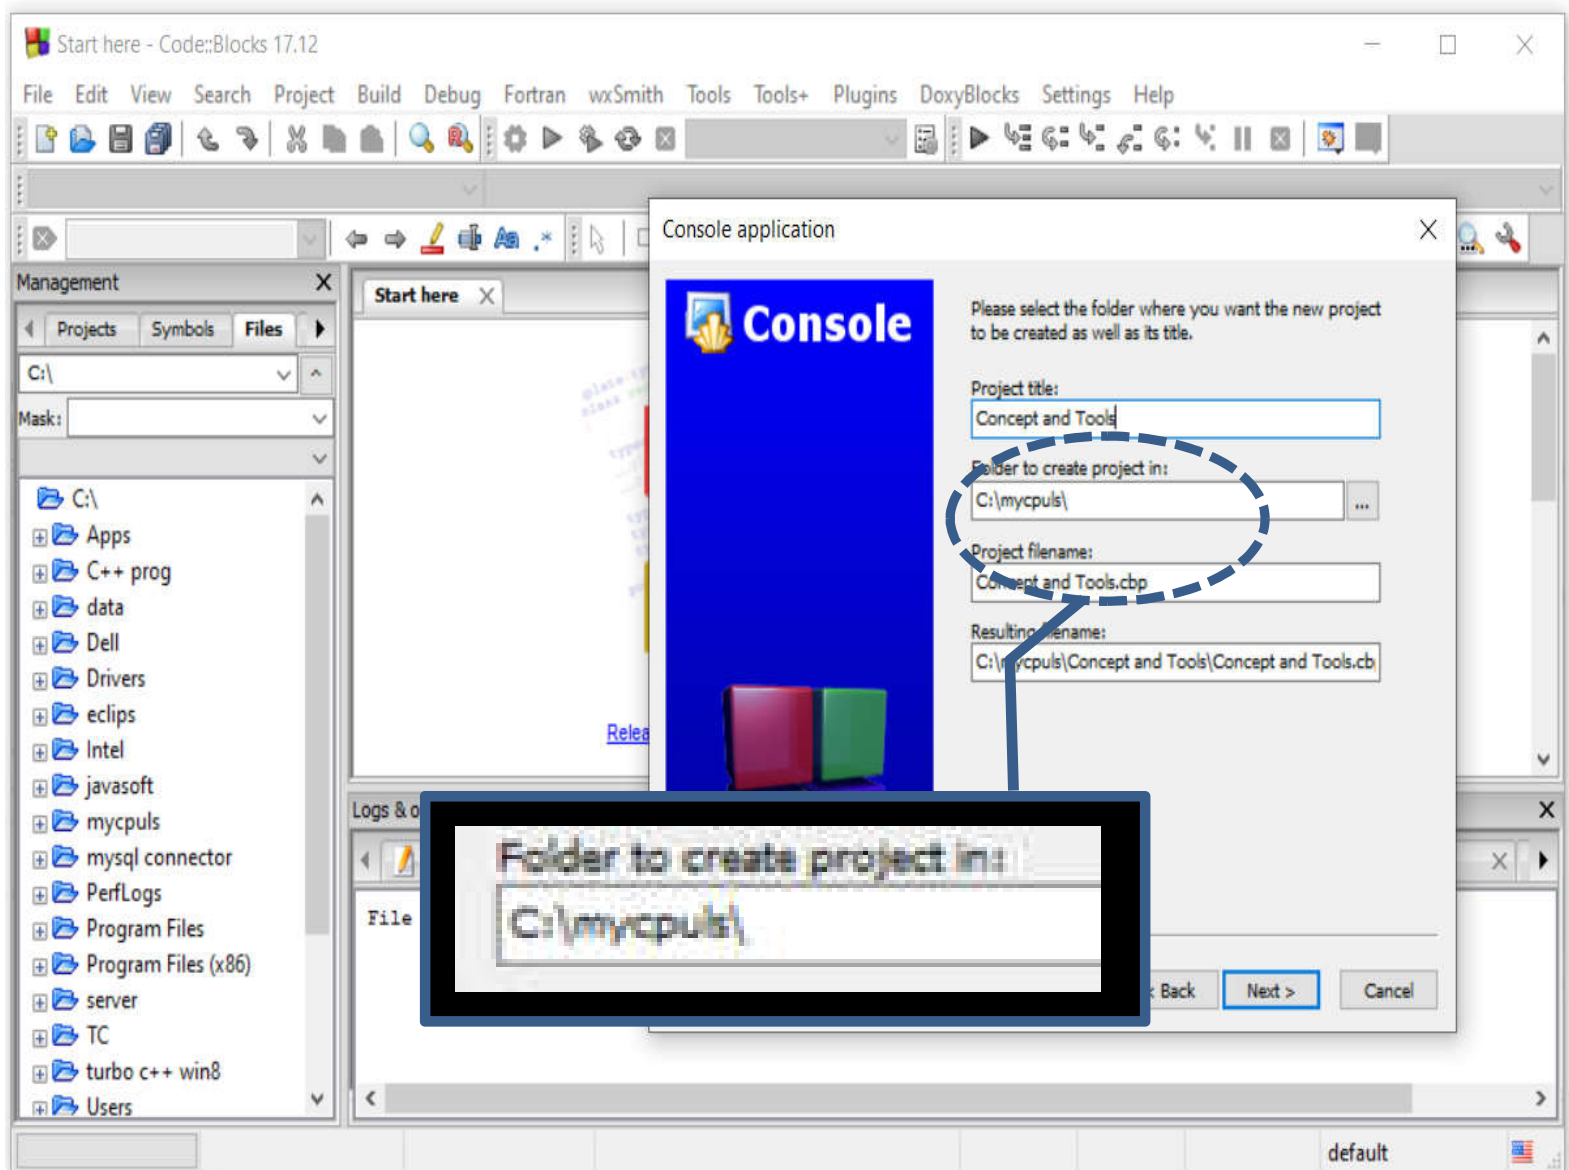 Start here - Code::Blocks 17.12
File Edit View Search Project Build Debug Fortran wxSmith Tools Tools+ Plugins DoxyBlocks Settings Help
Console application
Management
Start here
Projects Symbols Files
C:\
Mask:
C:\
Apps
C++ prog
data
Dell
Drivers
eclips
Intel
javasoft
mycpuls
mysql connector
PerfLogs
Program Files
Program Files (x86)
server
TC
turbo c++ win8
Users
Console
Please select the folder where you want the new project
to be created as well as its title.
Project title:
Concept and Tools
Folder to create project in:
C:\mycpuls\
...
Project filename:
Concept and Tools.cbp
Resulting filename:
C:\mycpuls\Concept and Tools\Concept and Tools.cb
Relea
Logs & o
File
Folder to create project in:
C:\mycpuls\
< Back Next > Cancel
default